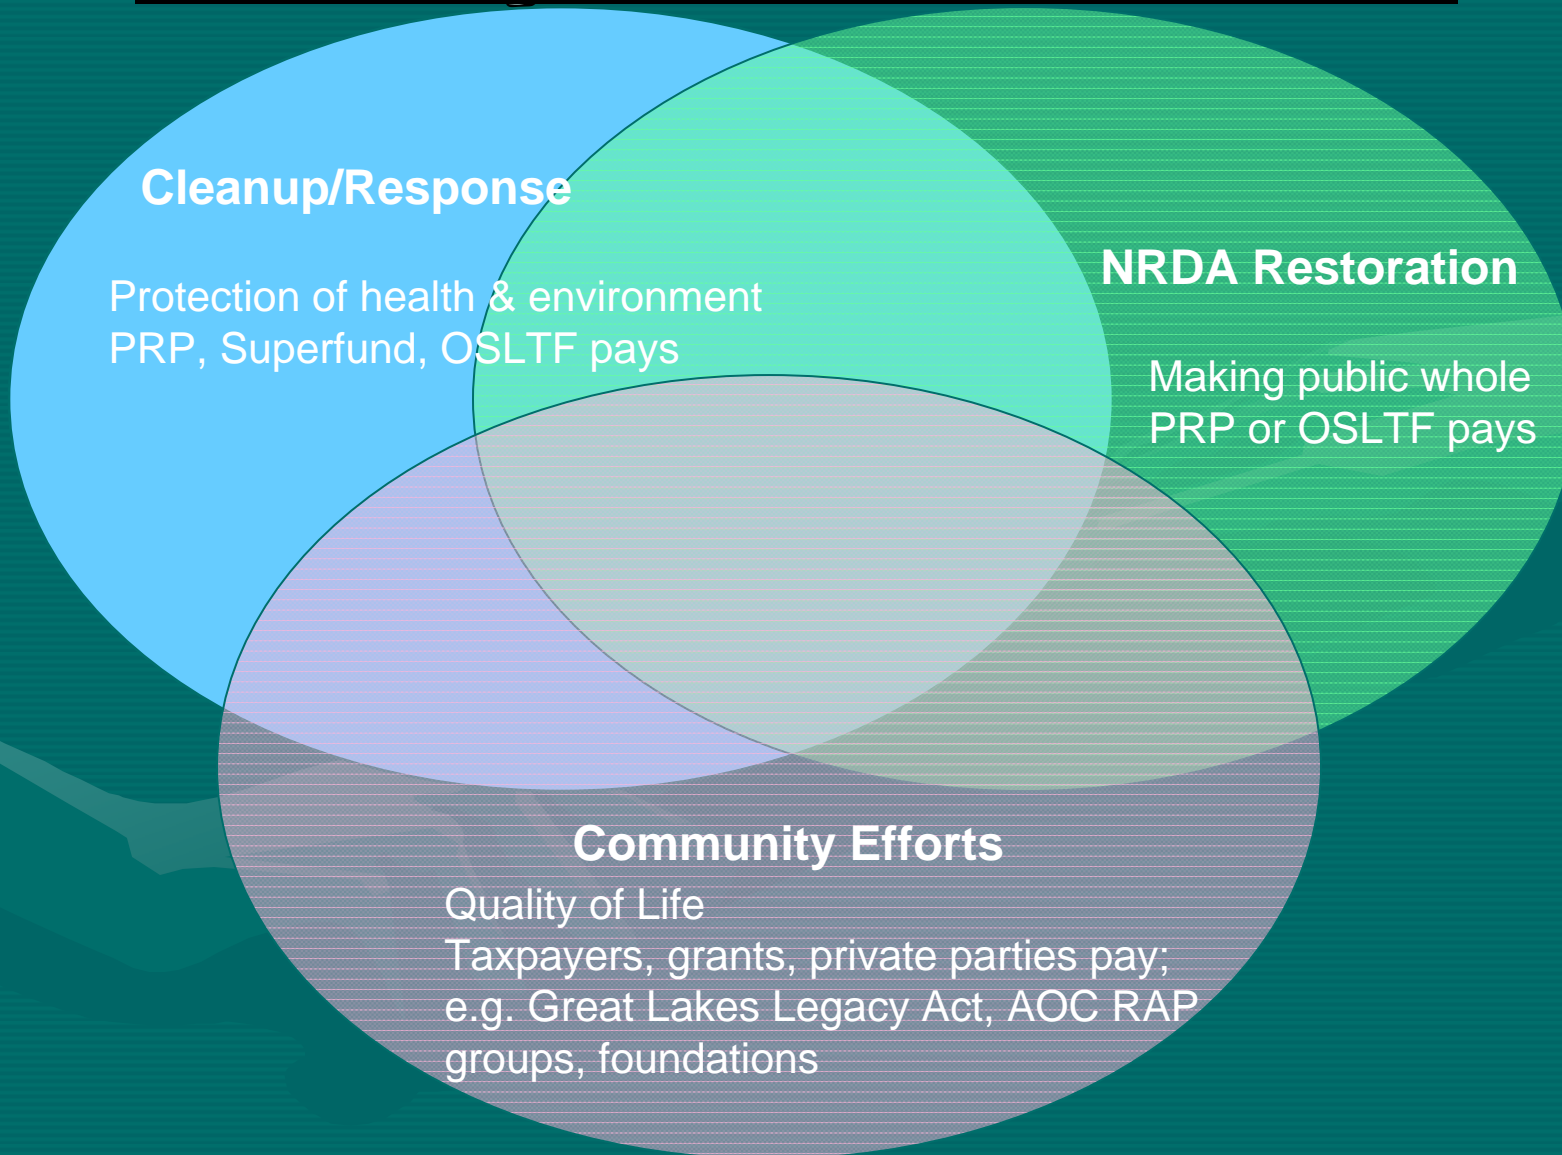 Cleanup/Response
Protection of health & environment
PRP, Superfund, OSLTF pays
NRDA Restoration
Making public whole
PRP or OSLTF pays
Community Efforts
Quality of Life
Taxpayers, grants, private parties pay;
e.g. Great Lakes Legacy Act, AOC RAP
groups, foundations